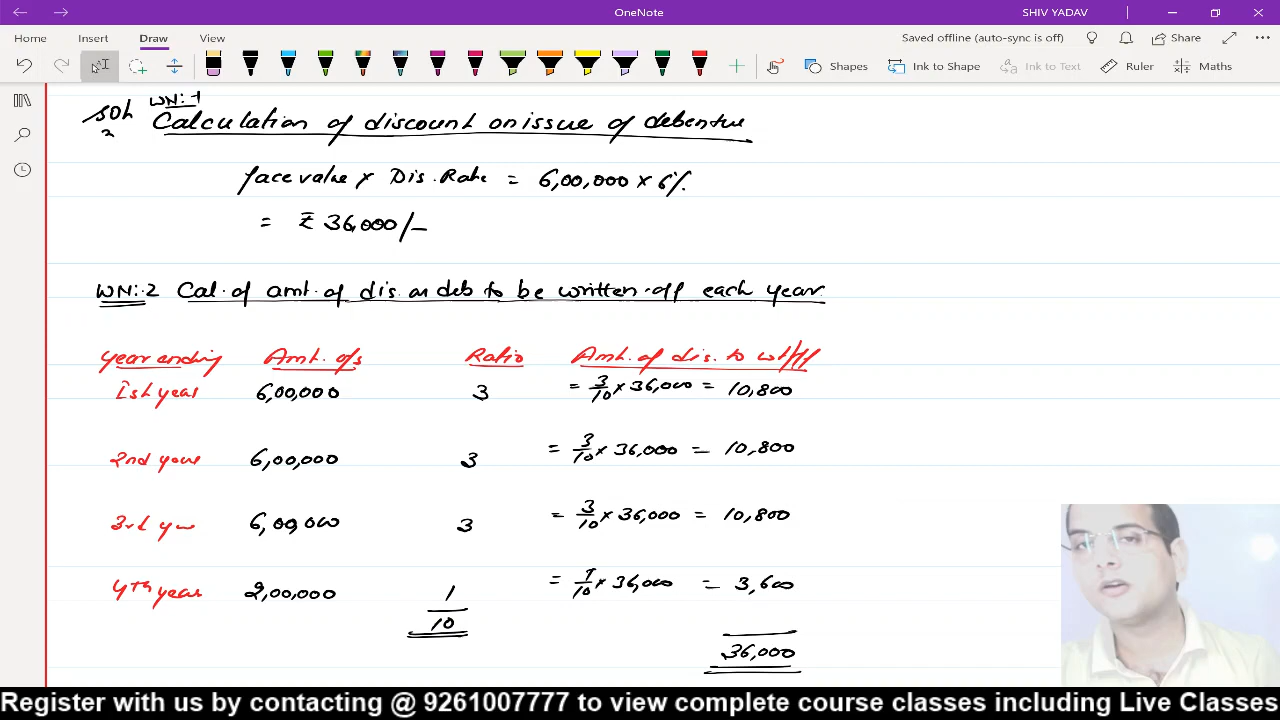 OneNote
SHIV YADAV
Home Insert Draw View
Saved offline (auto-sync is off)
Share
Shapes
Ink to Shape
Ink to Text
Ruler
Maths
Soln 2
WN:-1
Calculation of discount on issue of debenture
face value × Dis. Rate = 6,00,000 × 6%
= ₹ 36,000/-
WN:-2 Cal. of amt. of dis. on deb to be written-off each year.
year ending Amt. o/s Ratio Amt. of dis. to w/off
1st year 6,00,000 3 = 3/10 × 36,000 = 10,800
2nd year 6,00,000 3 = 3/10 × 36,000 = 10,800
3rd year 6,00,000 3 = 3/10 × 36,000 = 10,800
4th year 2,00,000 1 = 1/10 × 36,000 = 3,600
10 36,000
Register with us by contacting @ 9261007777 to view complete course classes including Live Classes